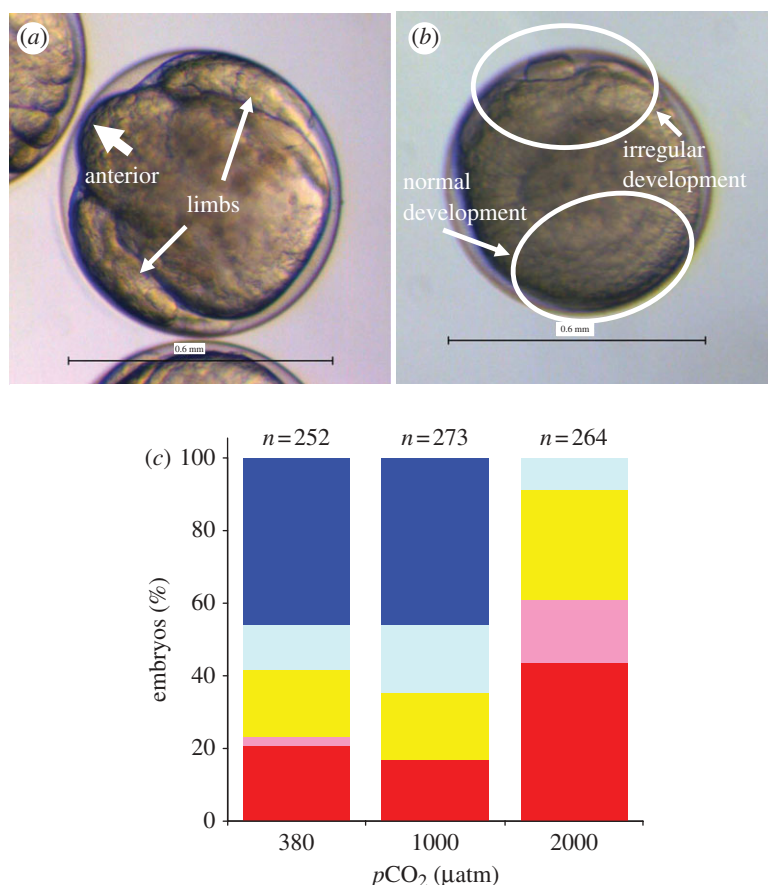 (a)
anterior
limbs
0.6 mm
(b)
normal
development
irregular
development
0.6 mm
(c)
n=252 n=273 n=264
100
80
60
40
20
0
embryos (%)
380 1000 2000
pCO₂ (μatm)